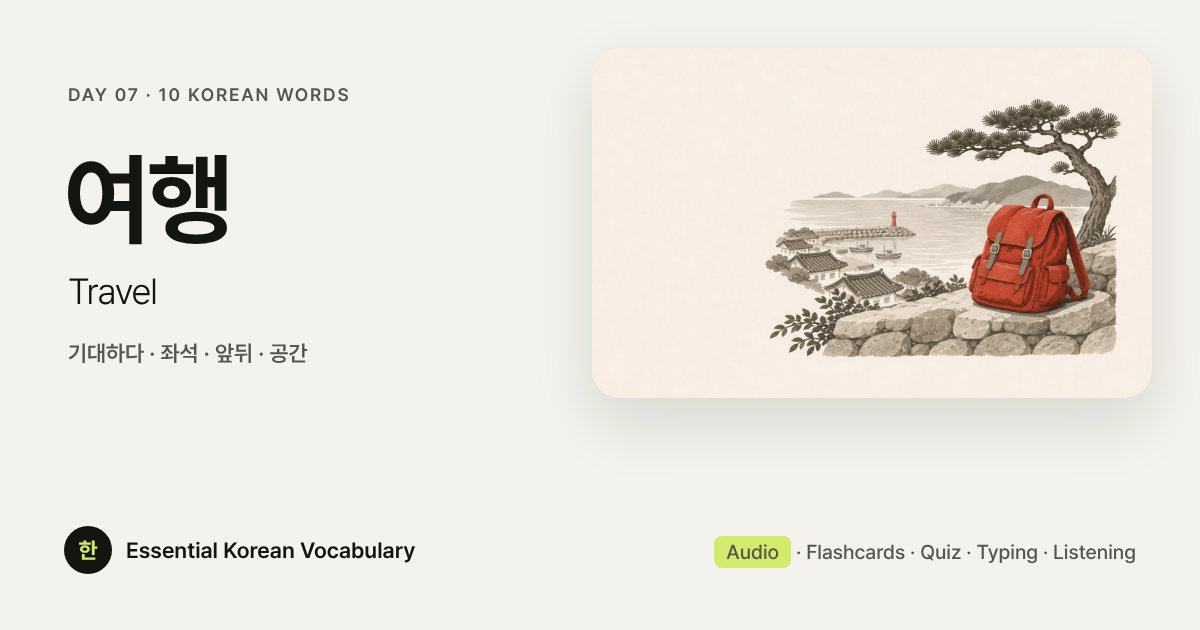 DAY 07 · 10 KOREAN WORDS
여행
Travel
기대하다 · 좌석 · 앞뒤 · 공간
한 Essential Korean Vocabulary
Audio · Flashcards · Quiz · Typing · Listening